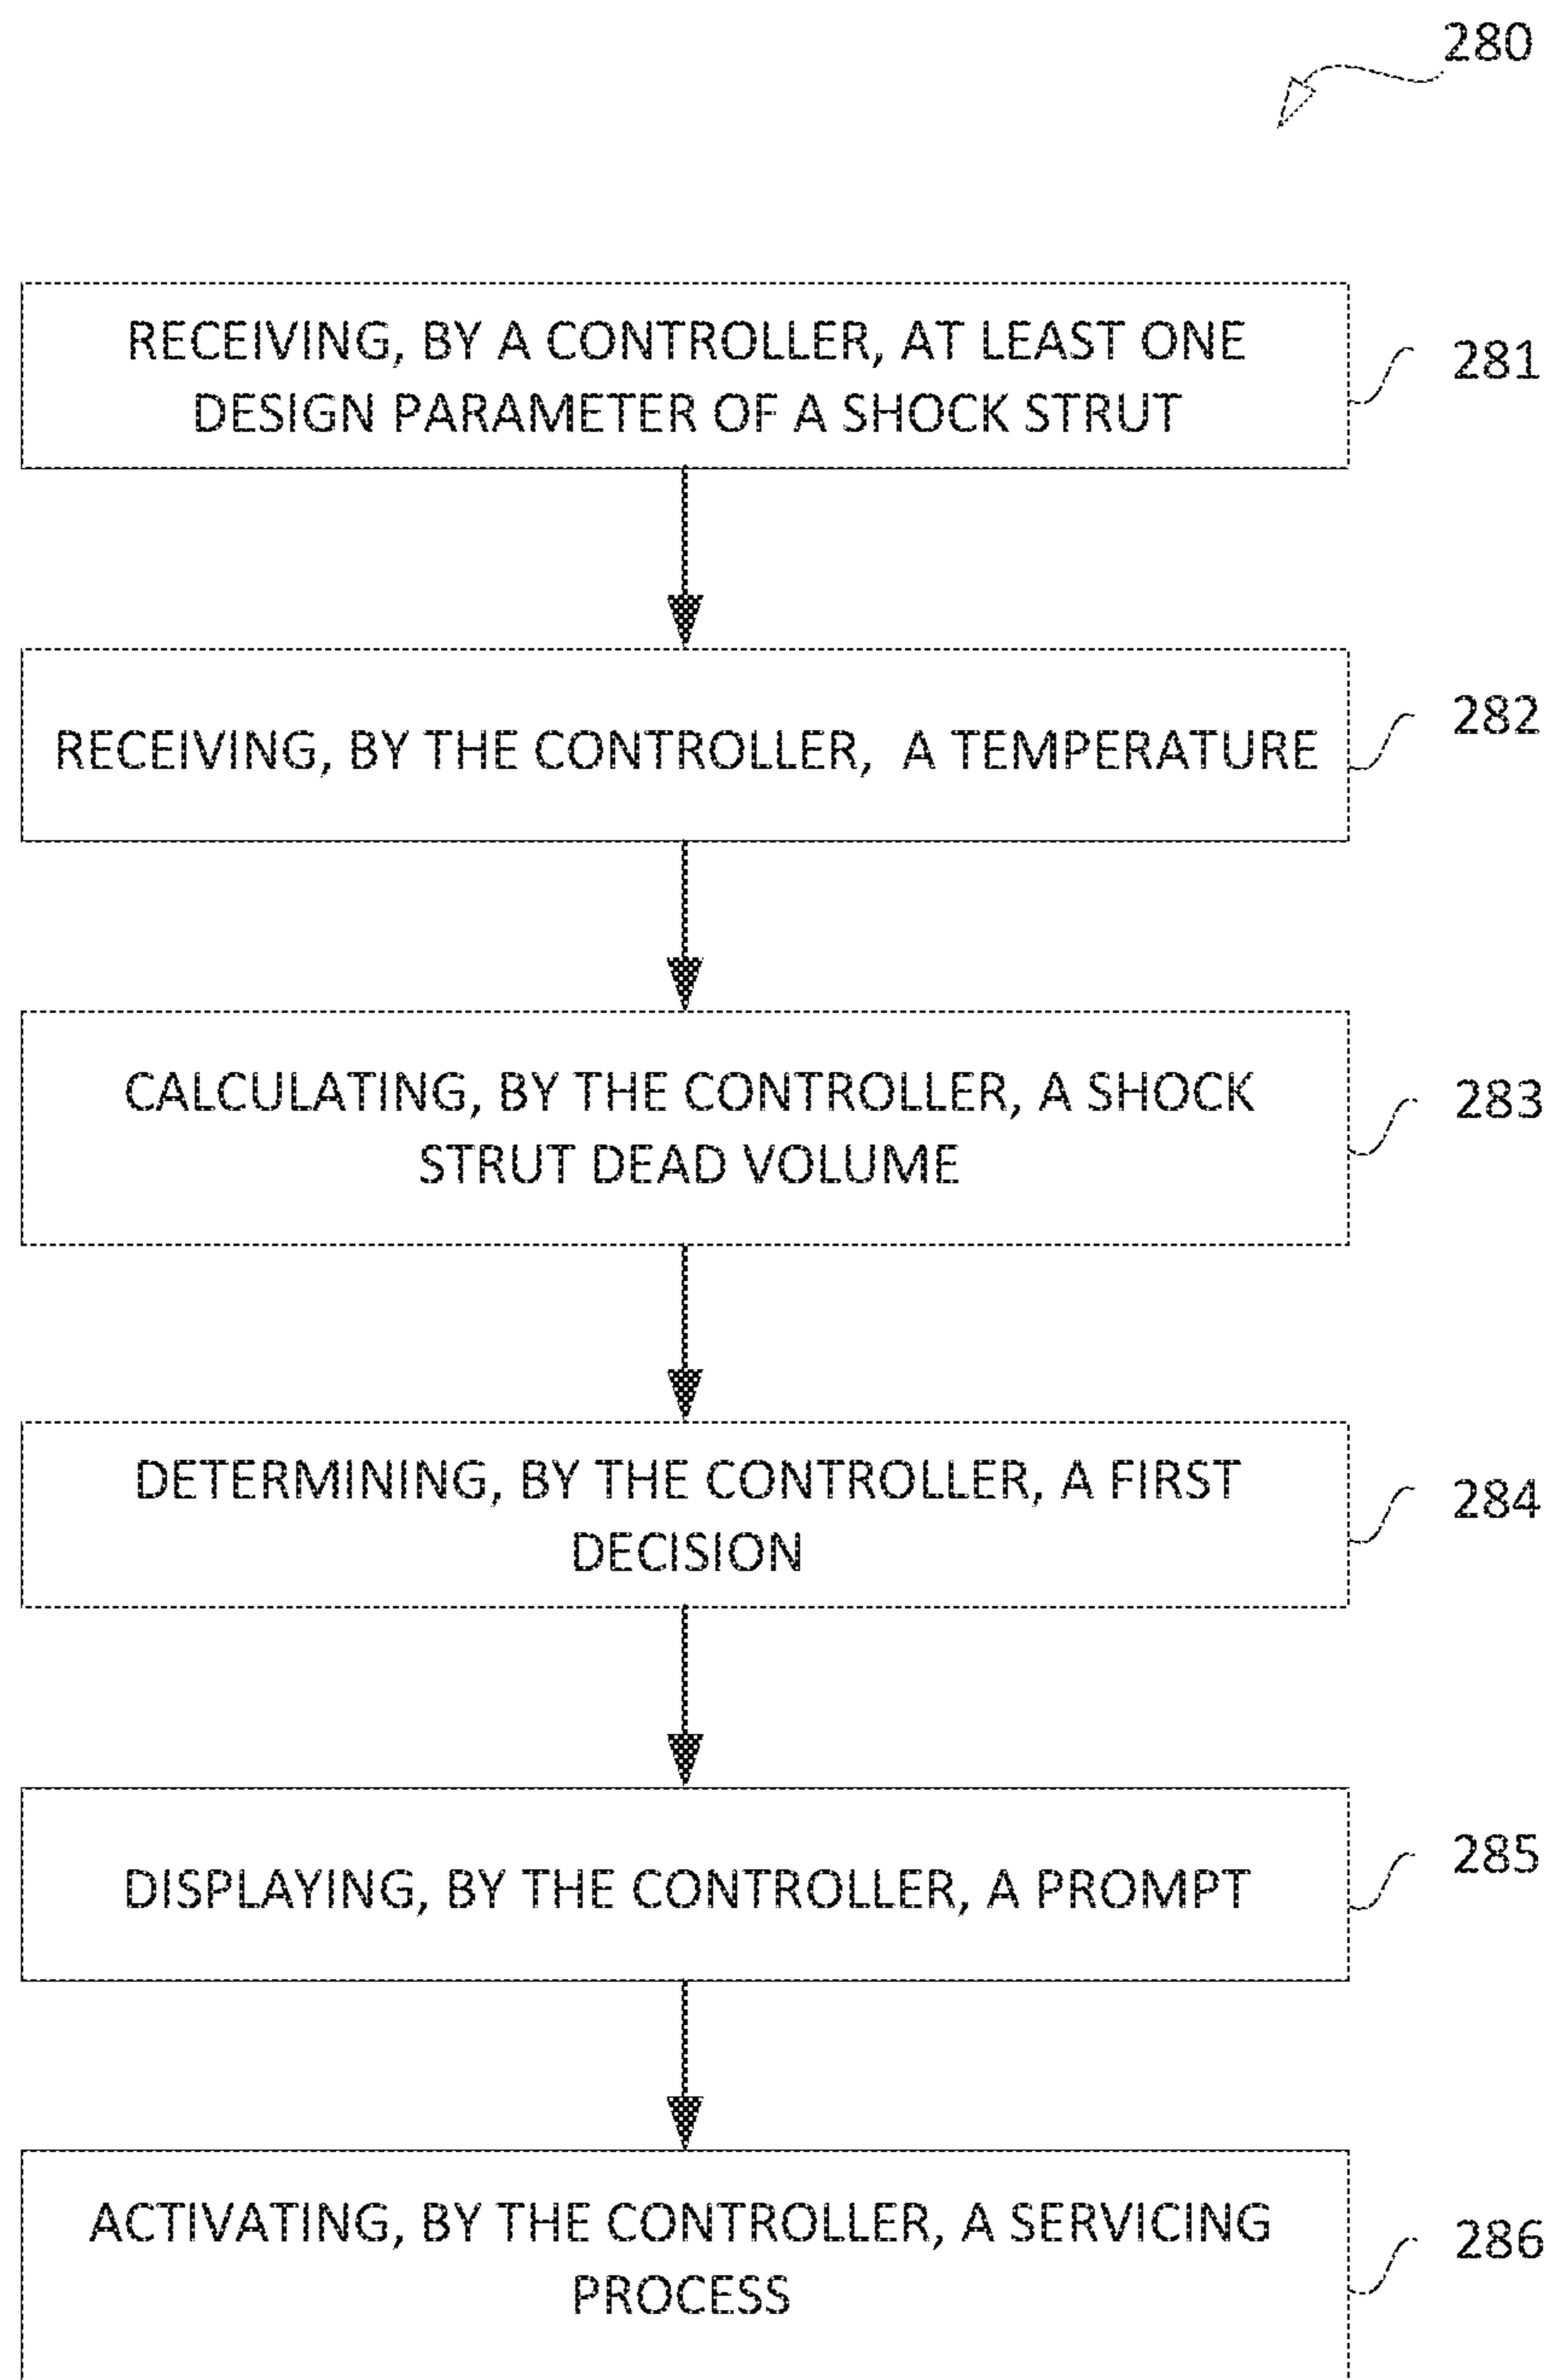 280
RECEIVING, BY A CONTROLLER, AT LEAST ONE
DESIGN PARAMETER OF A SHOCK STRUT
281
RECEIVING, BY THE CONTROLLER, A TEMPERATURE
282
CALCULATING, BY THE CONTROLLER, A SHOCK
STRUT DEAD VOLUME
283
DETERMINING, BY THE CONTROLLER, A FIRST
DECISION
284
DISPLAYING, BY THE CONTROLLER, A PROMPT
285
ACTIVATING, BY THE CONTROLLER, A SERVICING
PROCESS
286